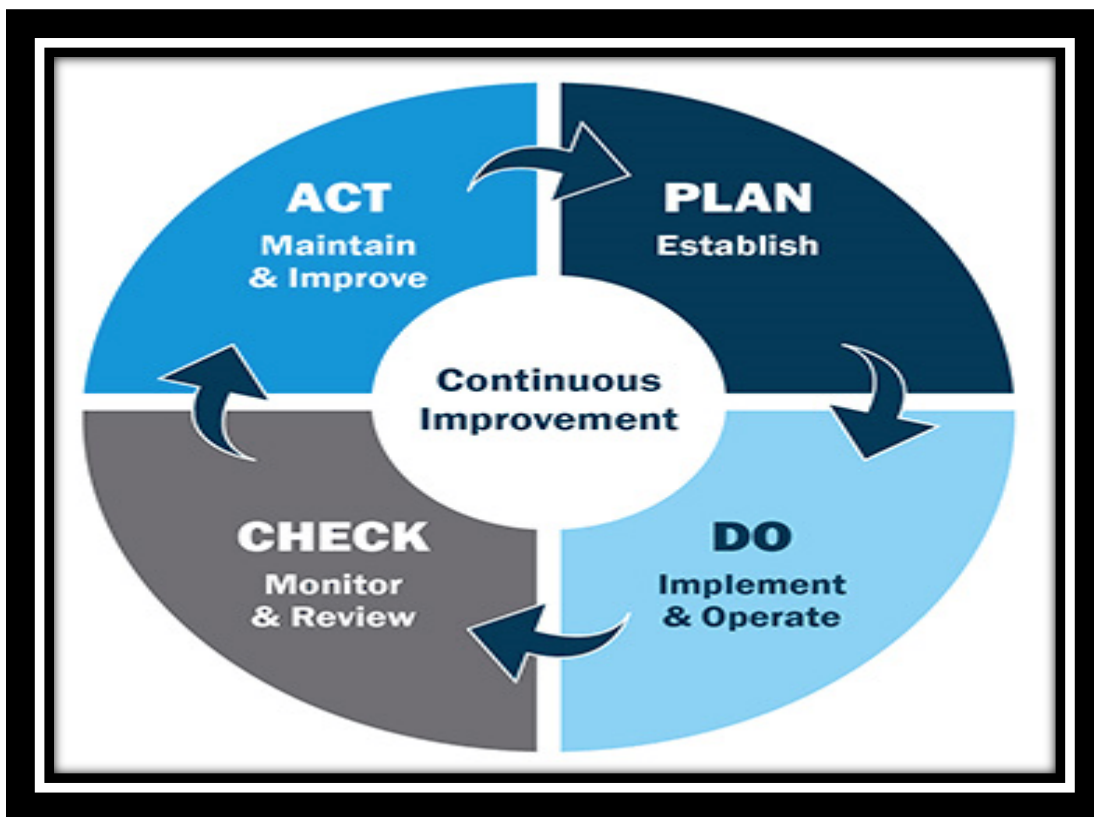 ACT
Maintain
& Improve
PLAN
Establish
Continuous
Improvement
CHECK
Monitor
& Review
DO
Implement
& Operate